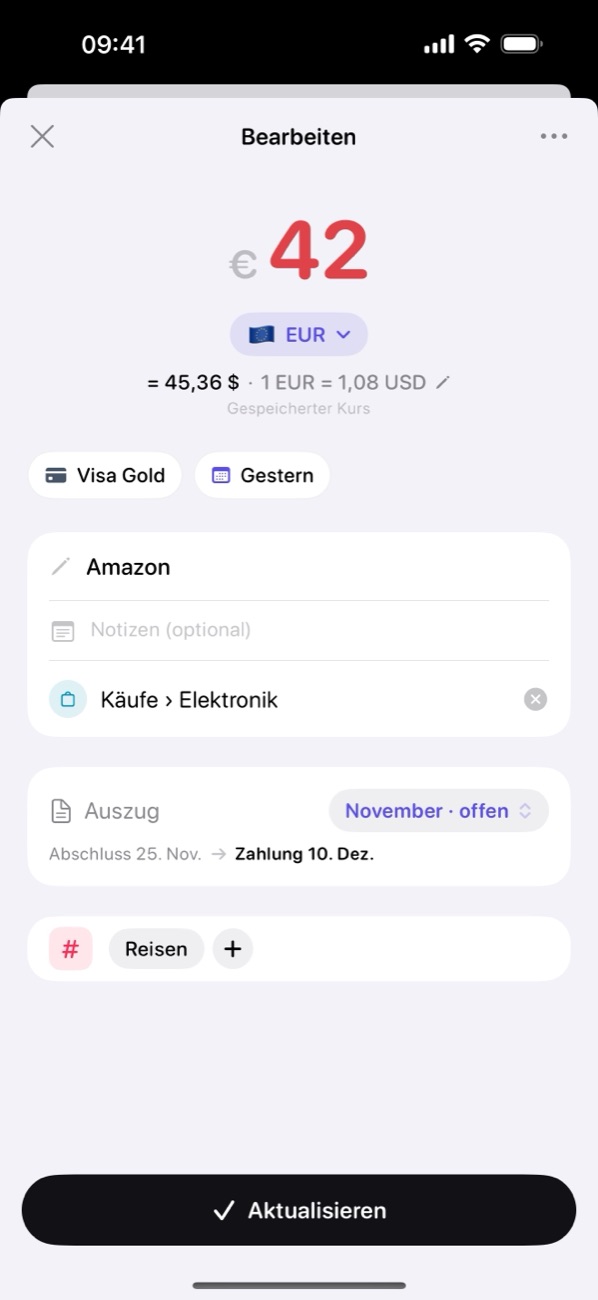 09:41
Bearbeiten
€ 42
EUR
= 45,36 $ · 1 EUR = 1,08 USD
Gespeicherter Kurs
Visa Gold Gestern
Amazon
Notizen (optional)
Käufe › Elektronik
Auszug November · offen
Abschluss 25. Nov. → Zahlung 10. Dez.
# Reisen +
Aktualisieren